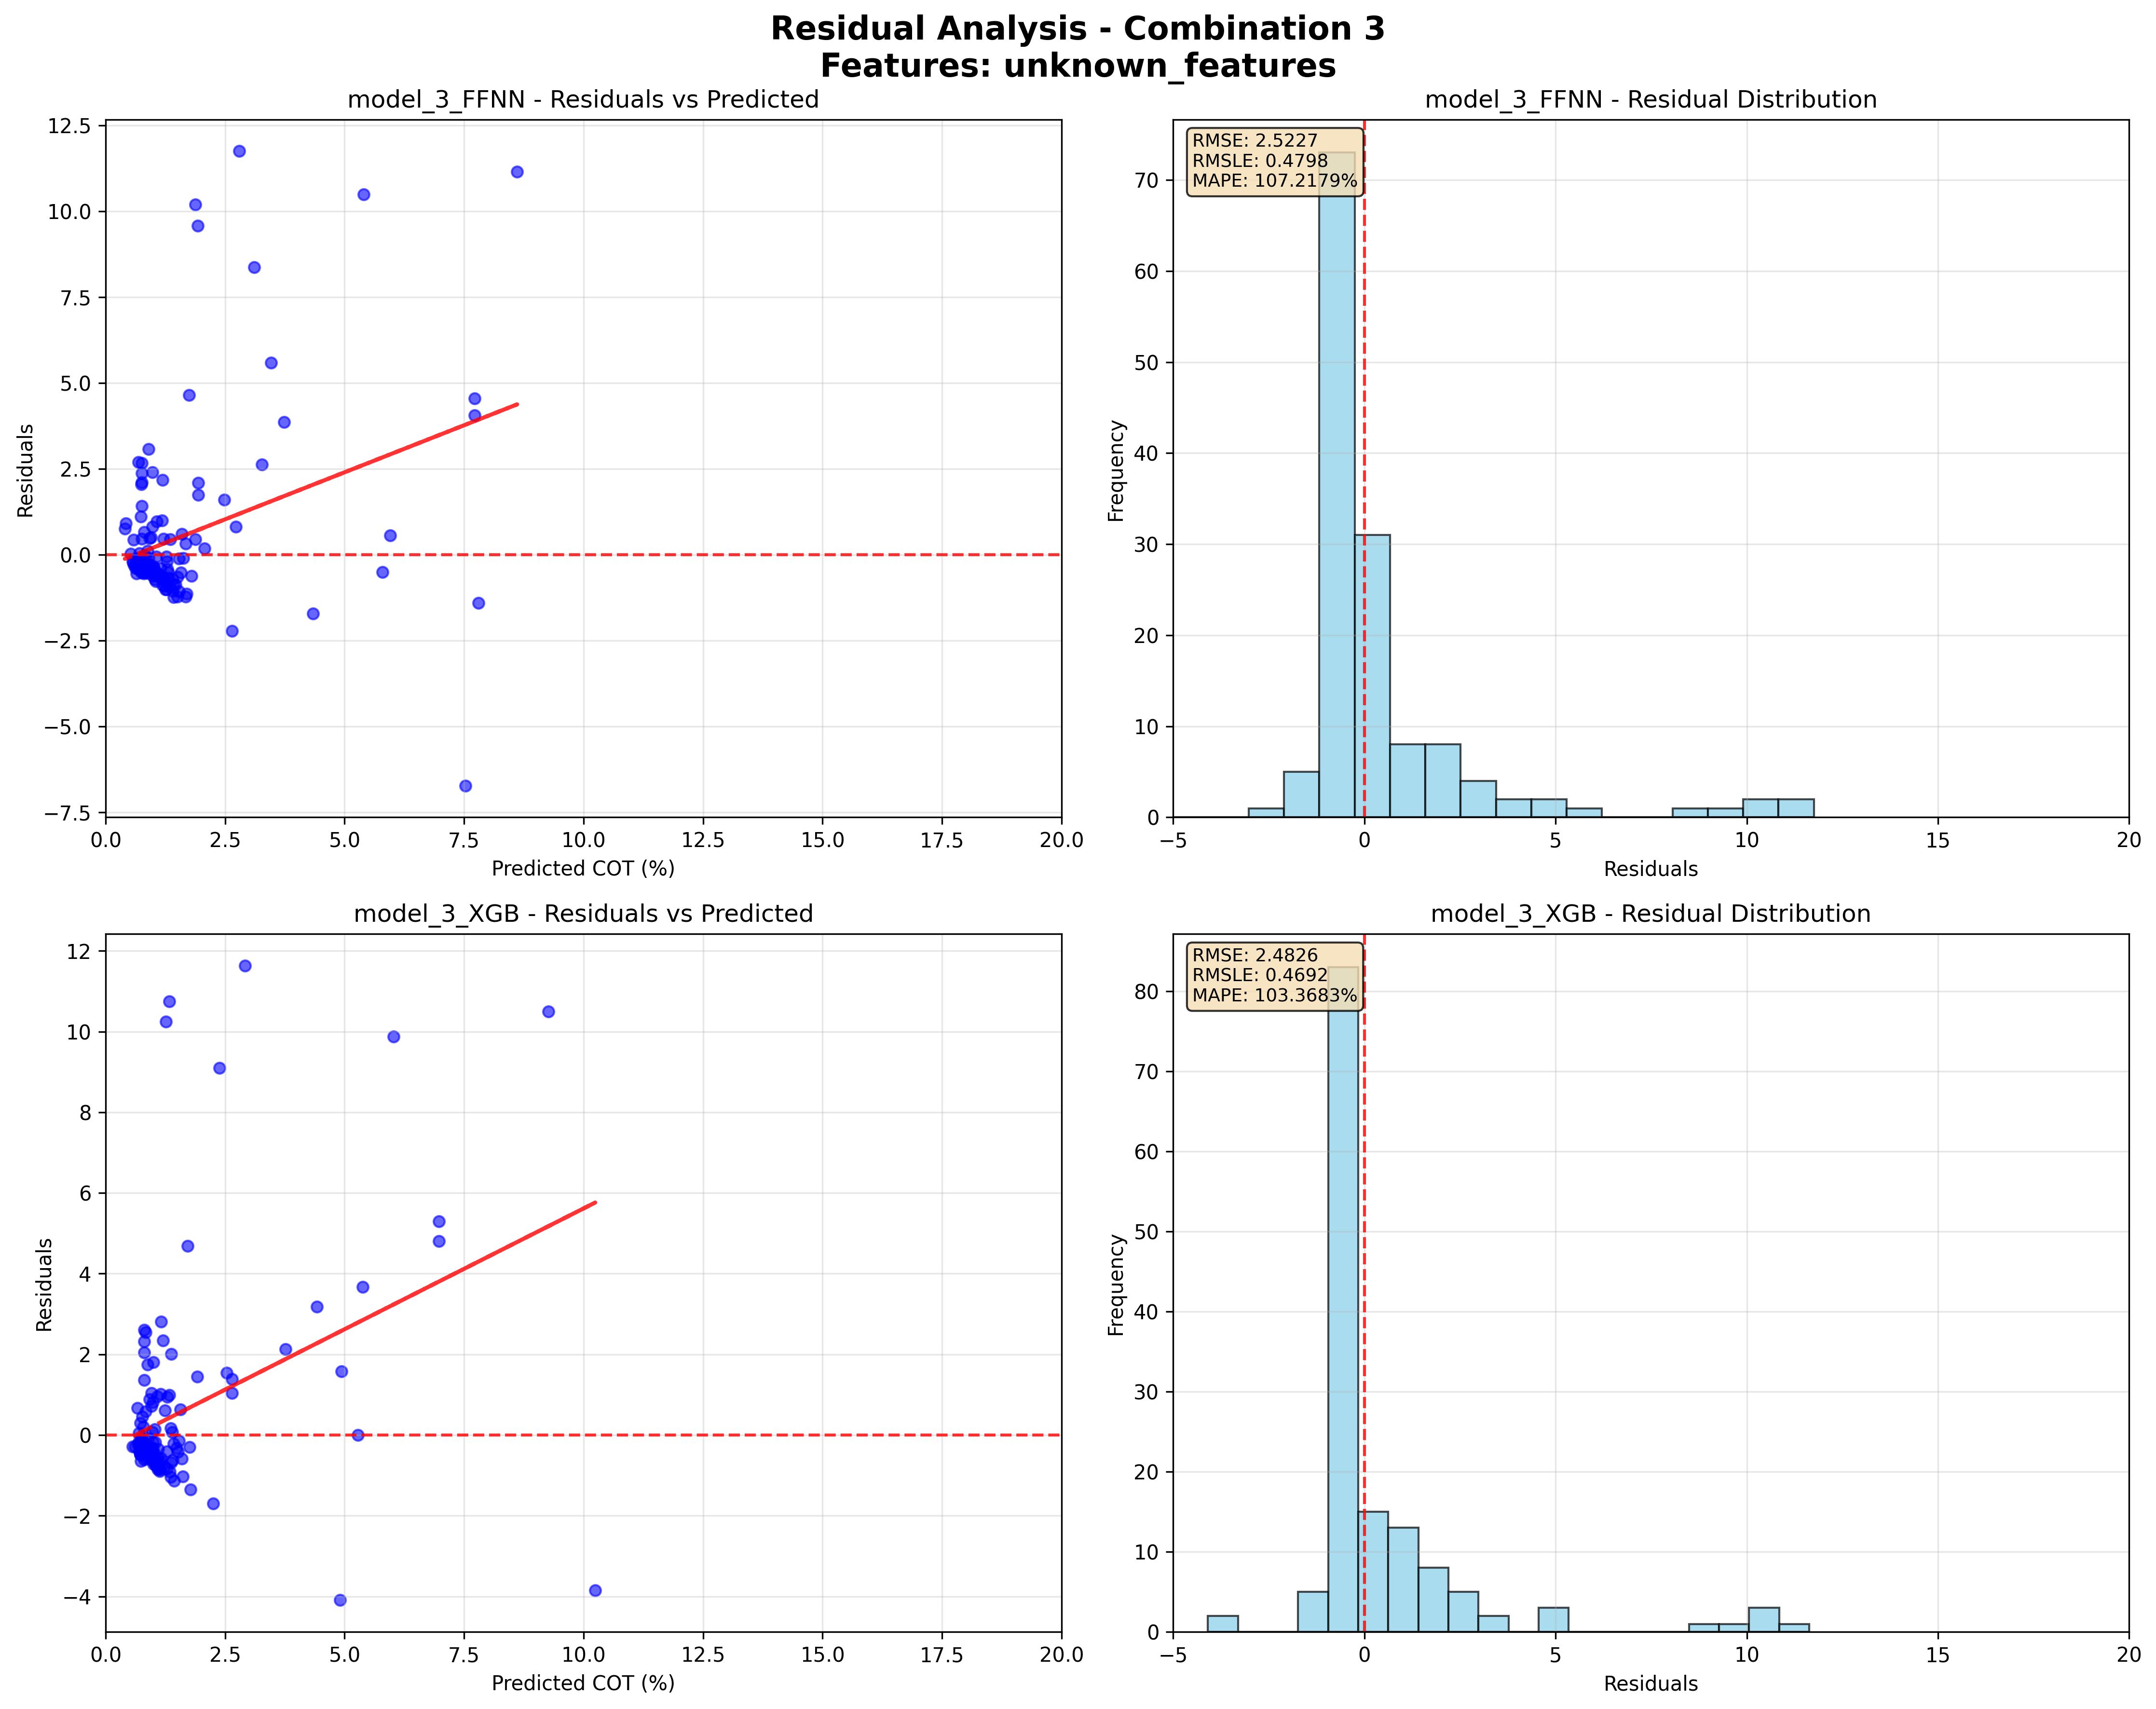 Residual Analysis - Combination 3
Features: unknown_features
model_3_FFNN - Residuals vs Predicted
12.5
10.0
7.5
5.0
2.5
0.0
−2.5
−5.0
−7.5
Residuals
0.0 2.5 5.0 7.5 10.0 12.5 15.0 17.5 20.0
Predicted COT (%)
model_3_FFNN - Residual Distribution
RMSE: 2.5227
RMSLE: 0.4798
MAPE: 107.2179%
70
60
50
40
30
20
10
0
Frequency
−5 0 5 10 15 20
Residuals
model_3_XGB - Residuals vs Predicted
12
10
8
6
4
2
0
−2
−4
Residuals
0.0 2.5 5.0 7.5 10.0 12.5 15.0 17.5 20.0
Predicted COT (%)
model_3_XGB - Residual Distribution
RMSE: 2.4826
RMSLE: 0.4692
MAPE: 103.3683%
80
70
60
50
40
30
20
10
0
Frequency
−5 0 5 10 15 20
Residuals